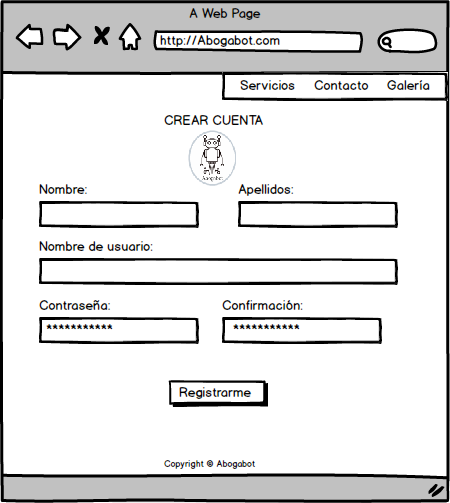 A Web Page
http://Abogabot.com
Servicios Contacto Galería
CREAR CUENTA
Abogabot
Nombre: Apellidos:
Nombre de usuario:
Contraseña: Confirmación:
*********** ***********
Registrarme
Copyright © Abogabot